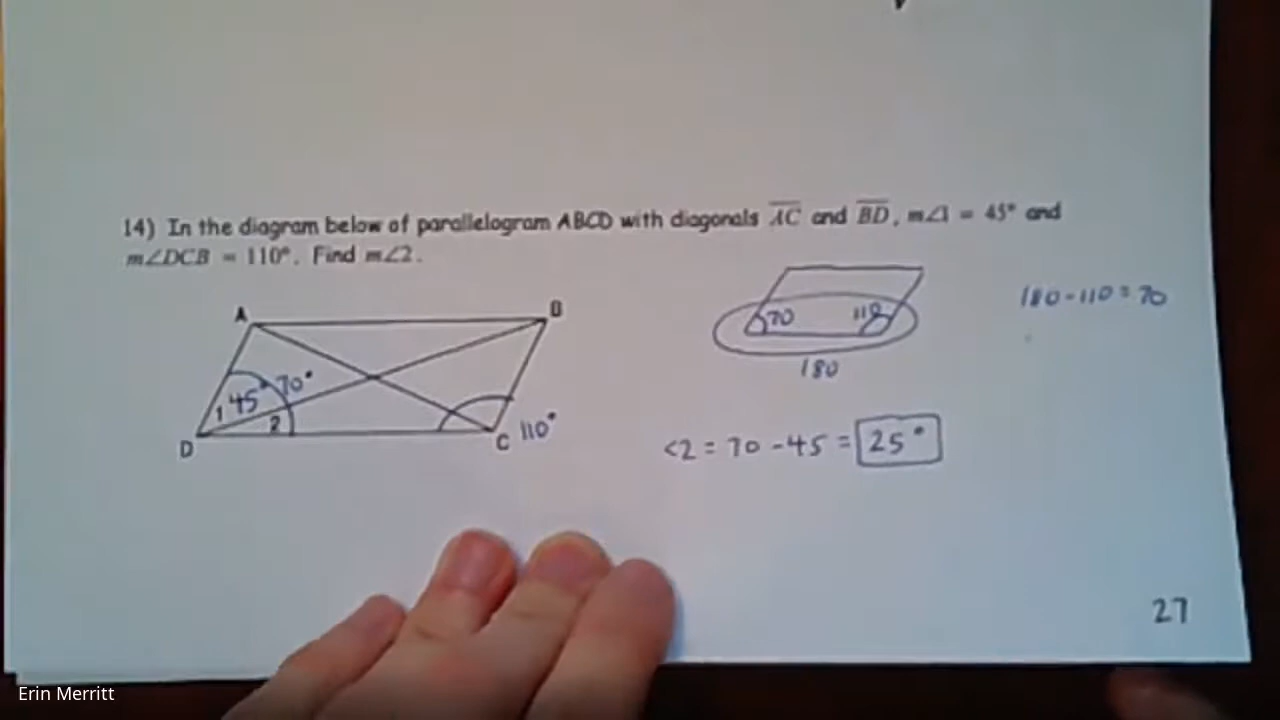 14) In the diagram below of parallelogram ABCD with diagonals AC and BD, m∠1 = 45° and
m∠DCB = 110°. Find m∠2.
A
B
1
45°
70°
2
D
C
110°
70
110
180
180-110=70
<2 = 70 - 45 = 25°
27
Erin Merritt